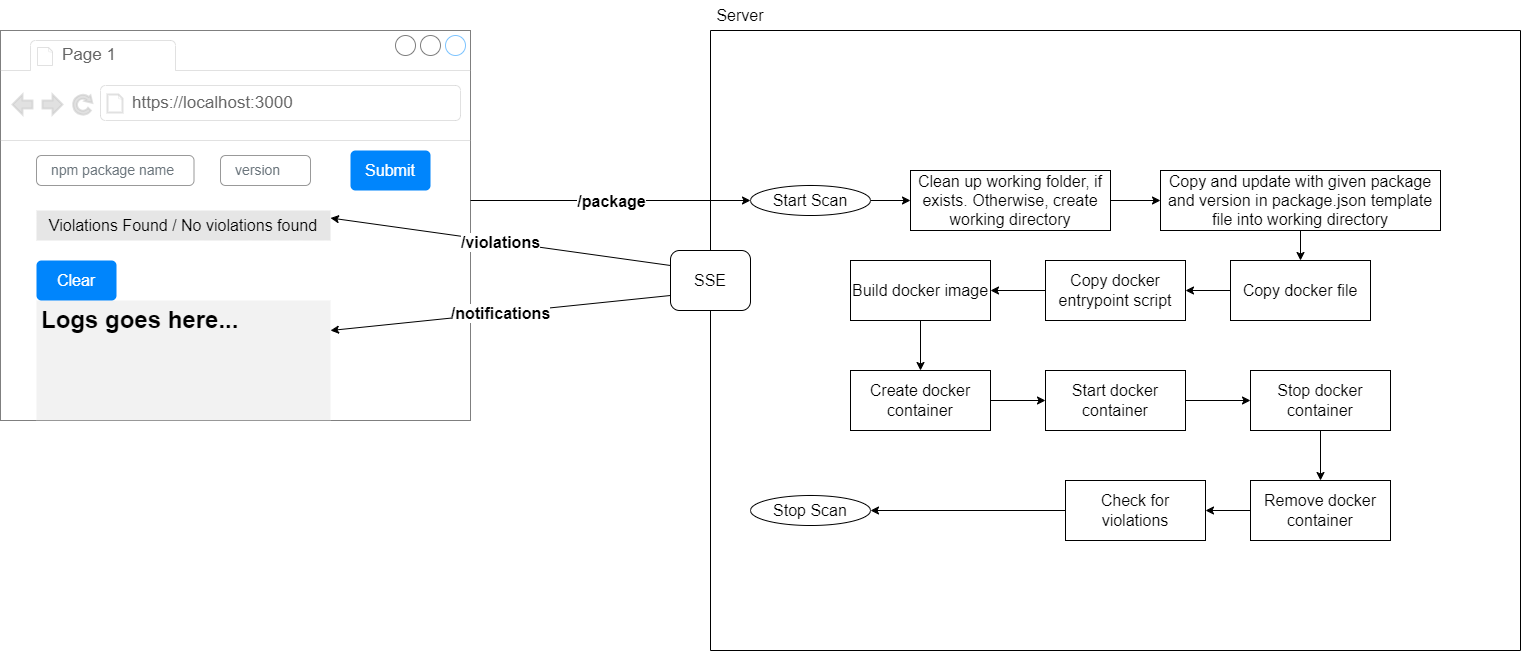 Server
Page 1
https://localhost:3000
npm package name
version
Submit
Violations Found / No violations found
Clear
Logs goes here...
/package
/violations
/notifications
SSE
Start Scan
Clean up working folder, if
exists. Otherwise, create
working directory
Copy and update with given package
and version in package.json template
file into working directory
Build docker image
Copy docker
entrypoint script
Copy docker file
Create docker
container
Start docker
container
Stop docker
container
Stop Scan
Check for
violations
Remove docker
container